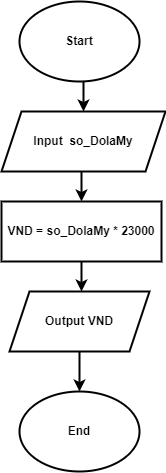 Start
Input so_DolaMy
VND = so_DolaMy * 23000
Output VND
End